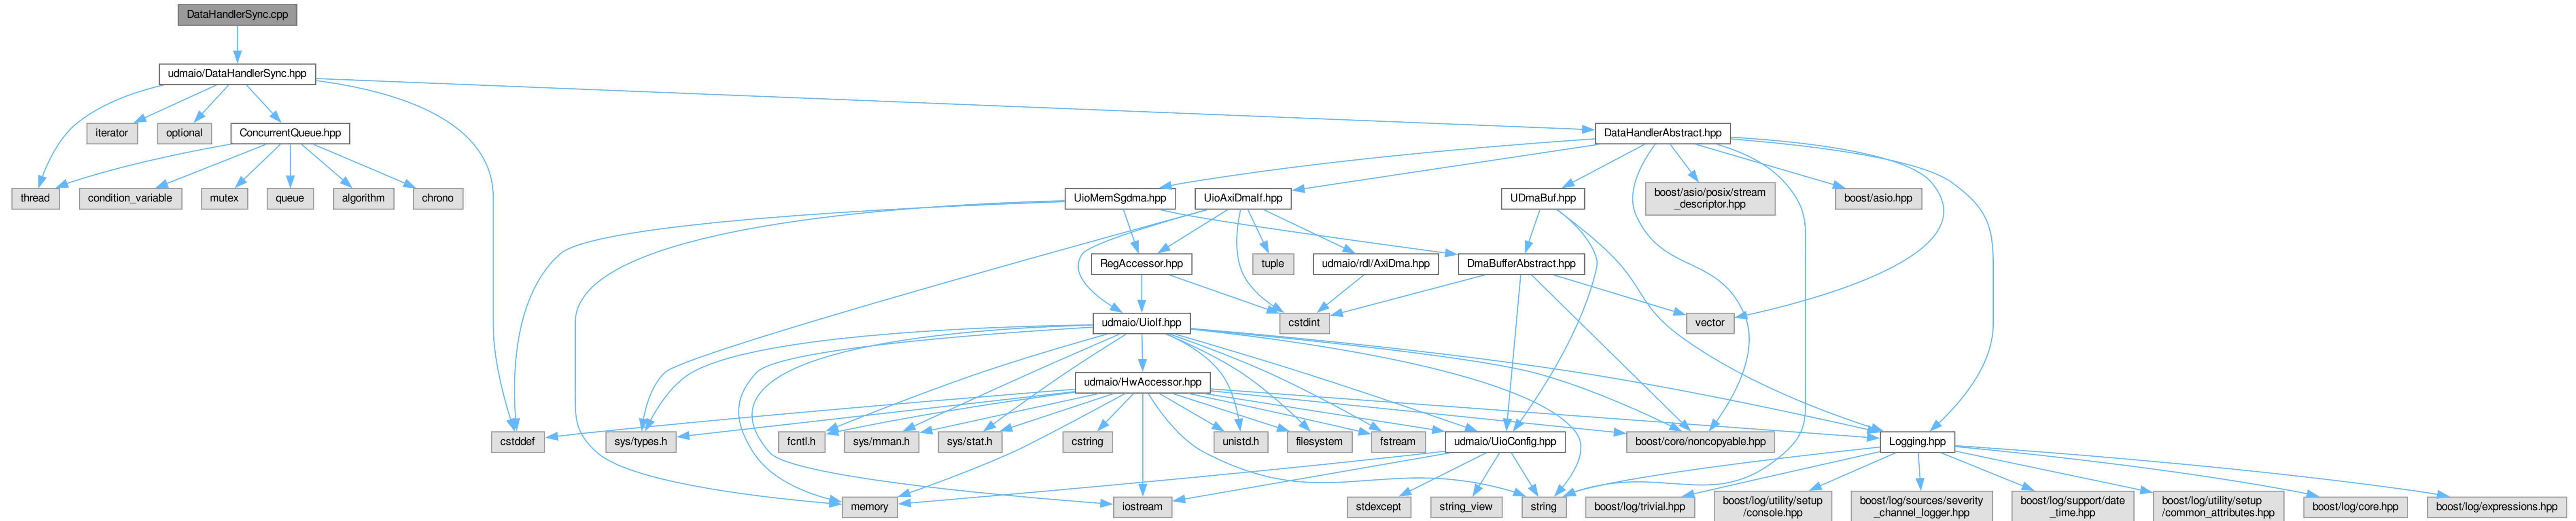 DataHandlerSync.cpp
udmaio/DataHandlerSync.hpp
iterator
optional
ConcurrentQueue.hpp
DataHandlerAbstract.hpp
thread
condition_variable
mutex
queue
algorithm
chrono
UioMemSgdma.hpp
UioAxiDmaIf.hpp
UDmaBuf.hpp
boost/asio/posix/stream
_descriptor.hpp
boost/asio.hpp
RegAccessor.hpp
tuple
udmaio/rdl/AxiDma.hpp
DmaBufferAbstract.hpp
udmaio/UioIf.hpp
cstdint
vector
udmaio/HwAccessor.hpp
cstddef
sys/types.h
fcntl.h
sys/mman.h
sys/stat.h
cstring
unistd.h
filesystem
fstream
udmaio/UioConfig.hpp
boost/core/noncopyable.hpp
Logging.hpp
memory
iostream
stdexcept
string_view
string
boost/log/trivial.hpp
boost/log/utility/setup
/console.hpp
boost/log/sources/severity
_channel_logger.hpp
boost/log/support/date
_time.hpp
boost/log/utility/setup
/common_attributes.hpp
boost/log/core.hpp
boost/log/expressions.hpp